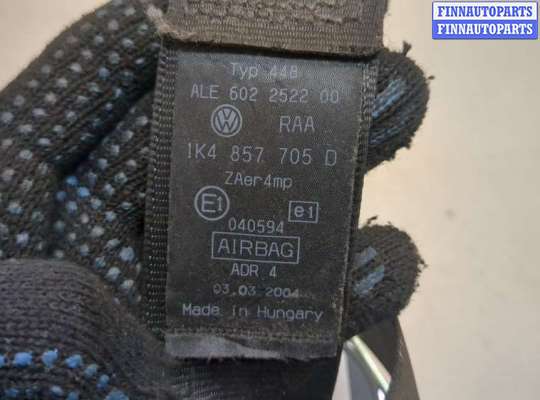 FINNAUTOPARTS
FINNAUTOPARTS
Typ 448
ALE 602 2522 00
VW RAA
1K4 857 705 D
ZAer4mp
E1 e1
040594
AIRBAG
ADR 4
03.03.2004
Made in Hungary